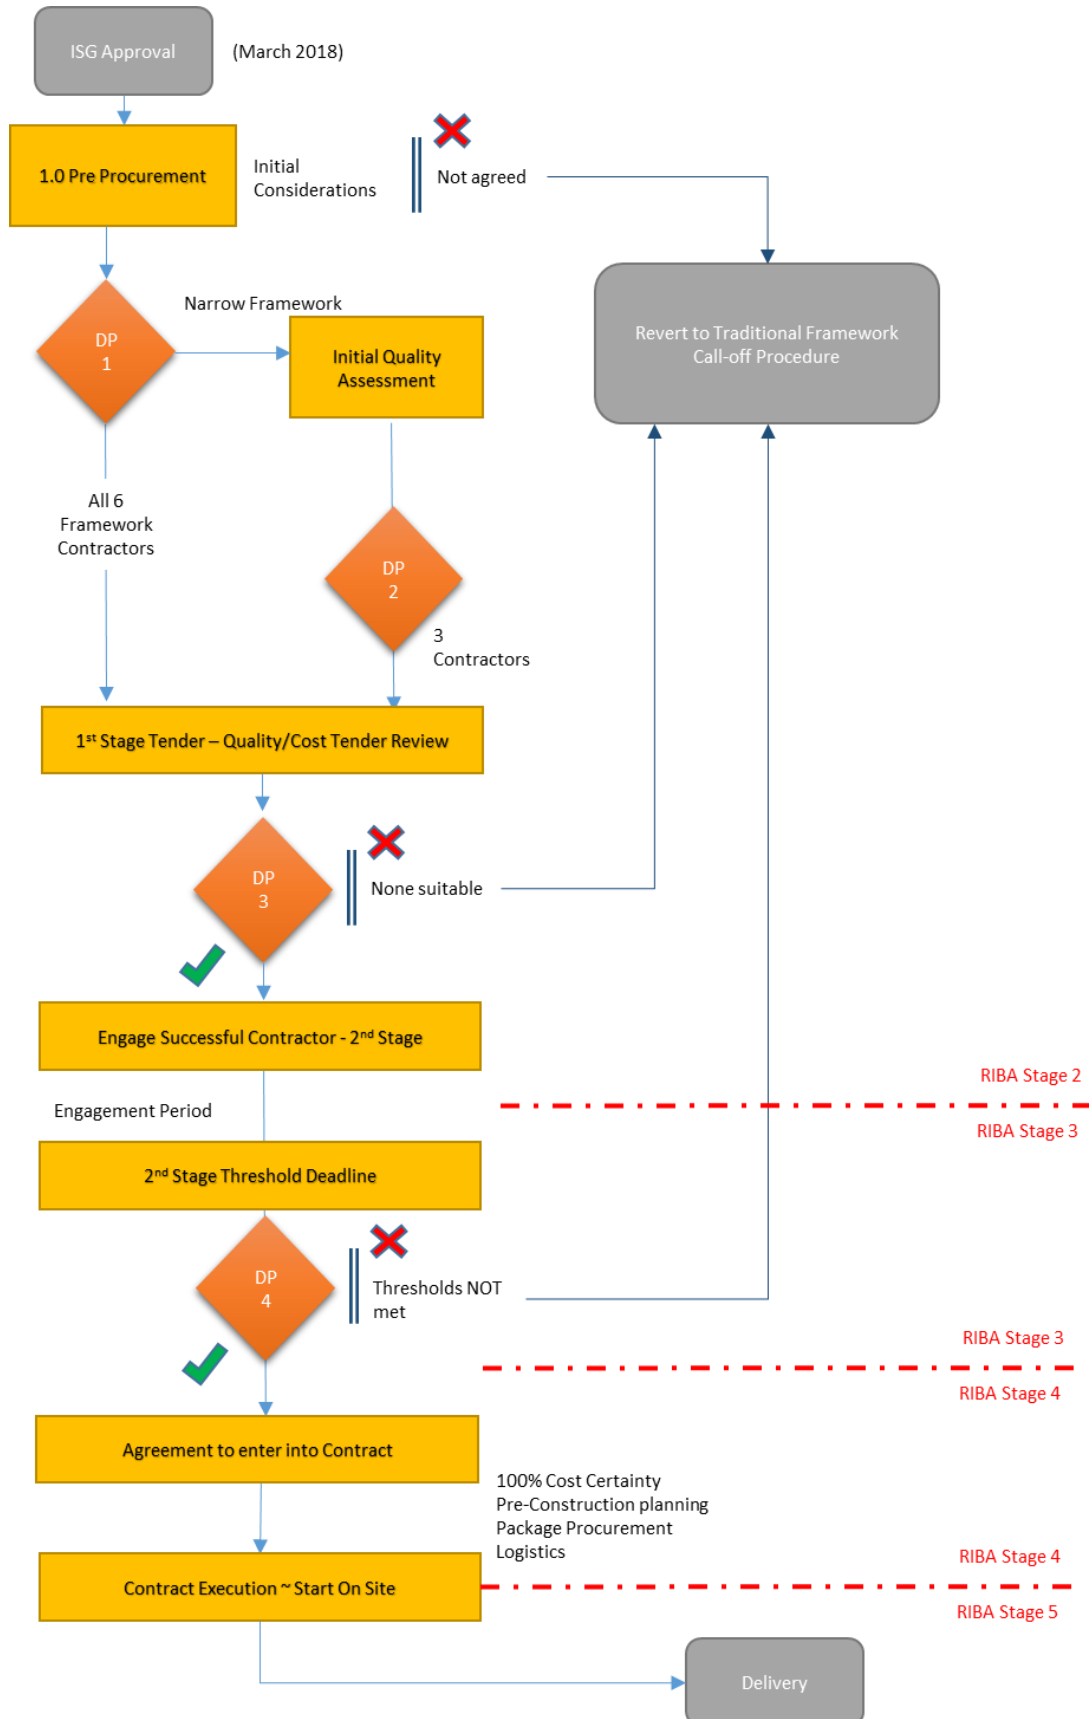 ISG Approval
(March 2018)
1.0 Pre Procurement
Initial
Considerations
Not agreed
DP
1
Narrow Framework
Initial Quality
Assessment
Revert to Traditional Framework
Call-off Procedure
All 6
Framework
Contractors
DP
2
3
Contractors
1st Stage Tender – Quality/Cost Tender Review
DP
3
None suitable
Engage Successful Contractor - 2nd Stage
RIBA Stage 2
Engagement Period
RIBA Stage 3
2nd Stage Threshold Deadline
DP
4
Thresholds NOT
met
RIBA Stage 3
RIBA Stage 4
Agreement to enter into Contract
100% Cost Certainty
Pre-Construction planning
Package Procurement
Logistics
RIBA Stage 4
Contract Execution ~ Start On Site
RIBA Stage 5
Delivery